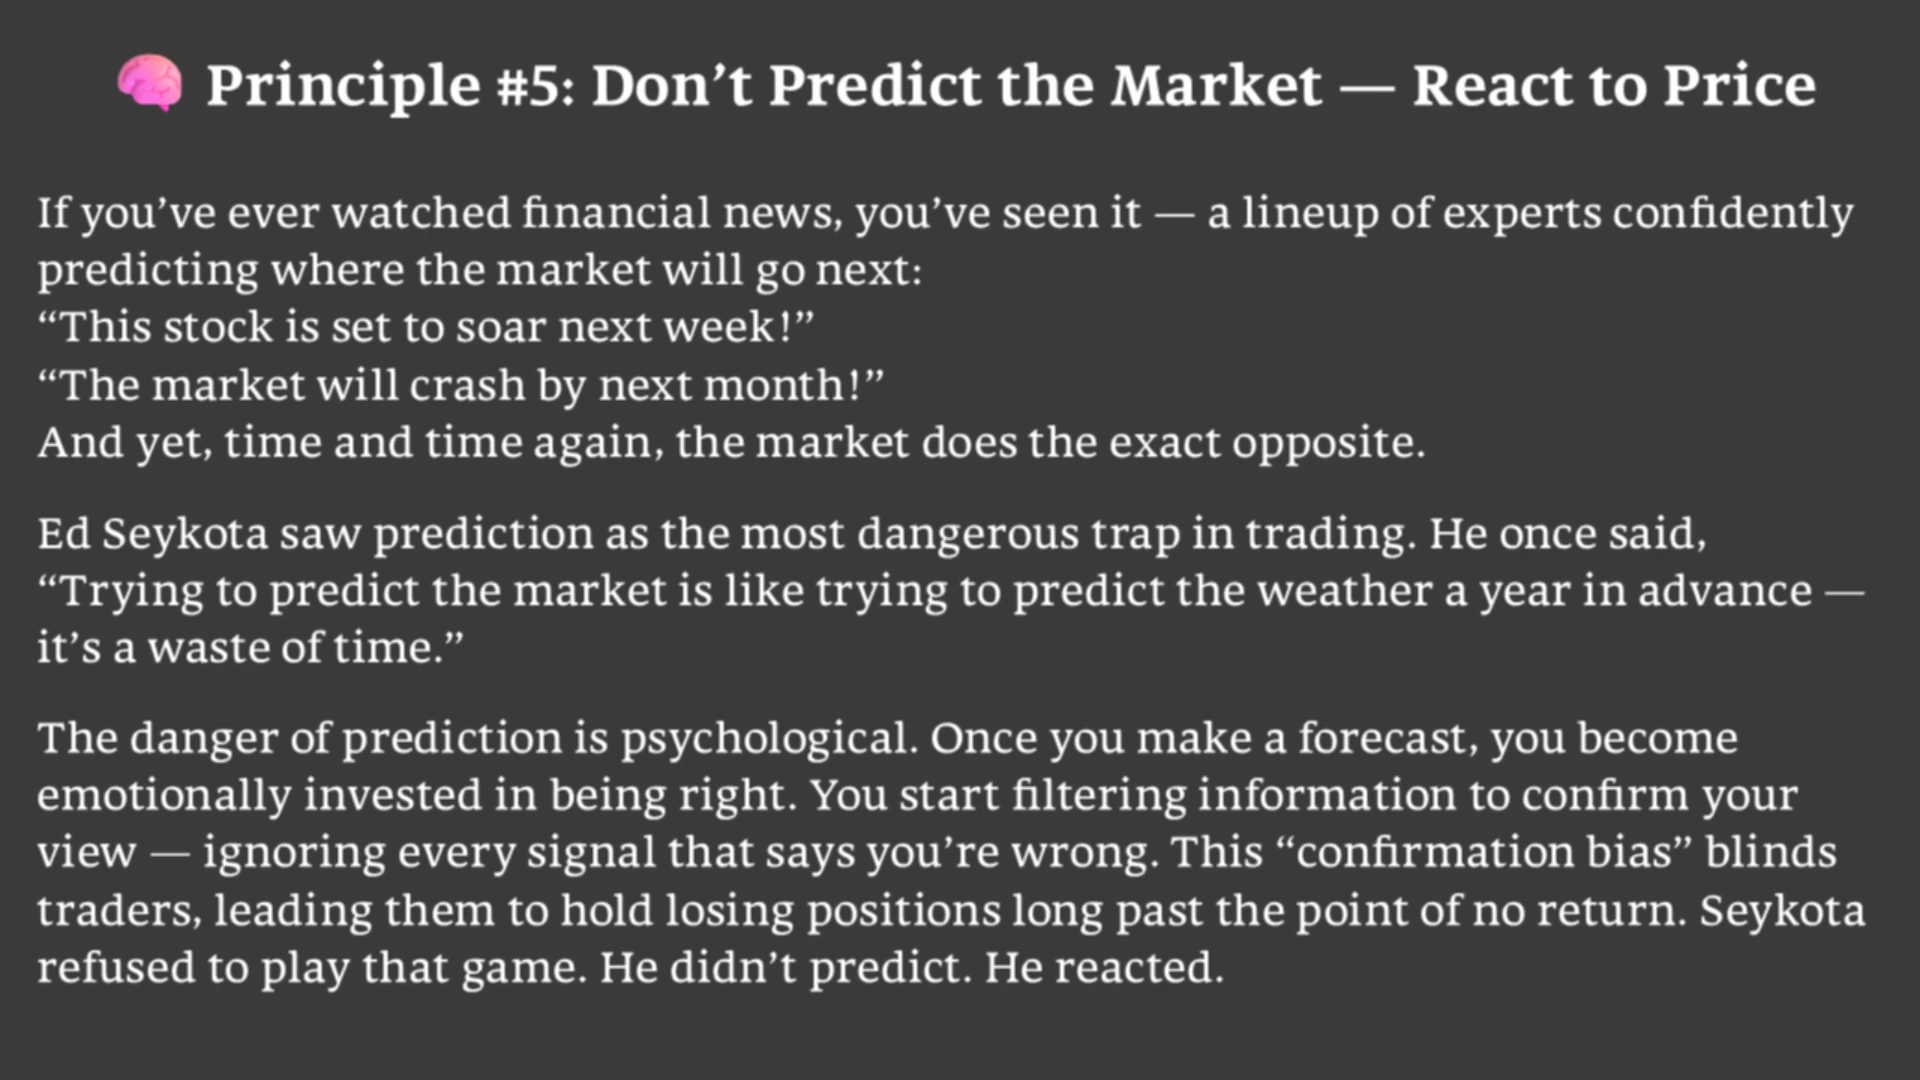 🧠 Principle #5: Don’t Predict the Market — React to Price
If you’ve ever watched financial news, you’ve seen it — a lineup of experts confidently
predicting where the market will go next:
“This stock is set to soar next week!”
“The market will crash by next month!”
And yet, time and time again, the market does the exact opposite.
Ed Seykota saw prediction as the most dangerous trap in trading. He once said,
“Trying to predict the market is like trying to predict the weather a year in advance —
it’s a waste of time.”
The danger of prediction is psychological. Once you make a forecast, you become
emotionally invested in being right. You start filtering information to confirm your
view — ignoring every signal that says you’re wrong. This “confirmation bias” blinds
traders, leading them to hold losing positions long past the point of no return. Seykota
refused to play that game. He didn’t predict. He reacted.